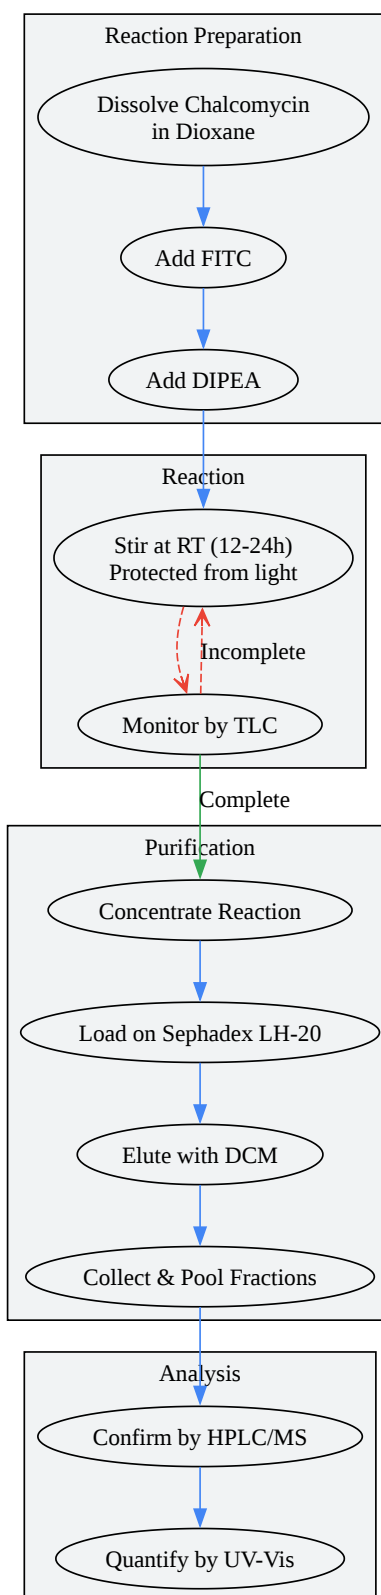 Reaction Preparation
Dissolve Chalcomycin
in Dioxane
Add FITC
Add DIPEA
Reaction
Stir at RT (12-24h)
Protected from light
Incomplete
Monitor by TLC
Complete
Purification
Concentrate Reaction
Load on Sephadex LH-20
Elute with DCM
Collect & Pool Fractions
Analysis
Confirm by HPLC/MS
Quantify by UV-Vis